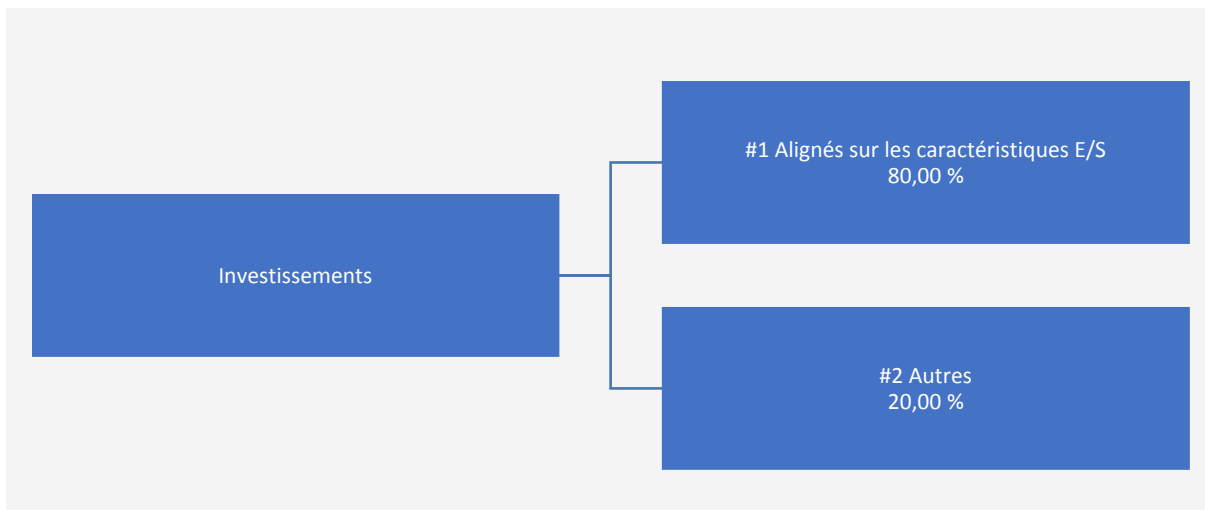 #1 Alignés sur les caractéristiques E/S
80,00 %
Investissements
#2 Autres
20,00 %